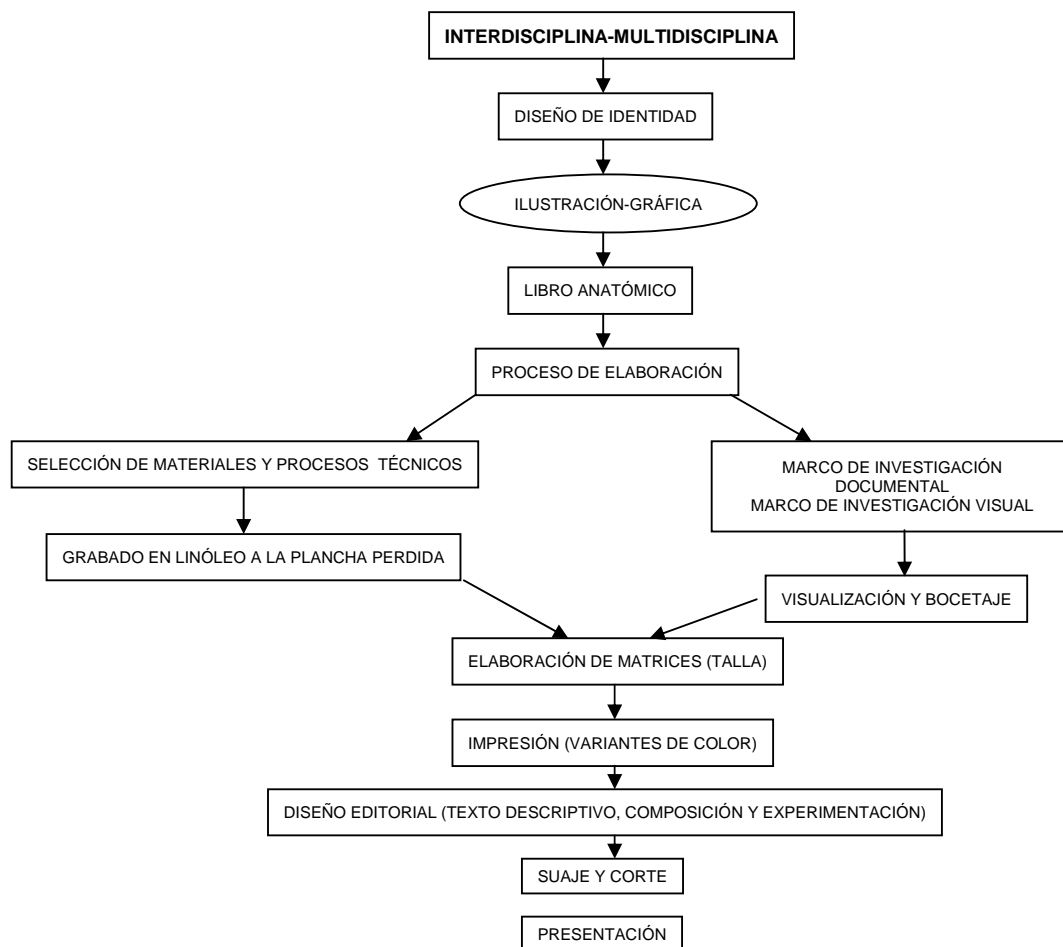 INTERDISCIPLINA-MULTIDISCIPLINA
DISEÑO DE IDENTIDAD
ILUSTRACIÓN-GRÁFICA
LIBRO ANATÓMICO
PROCESO DE ELABORACIÓN
SELECCIÓN DE MATERIALES Y PROCESOS TÉCNICOS
MARCO DE INVESTIGACIÓN
DOCUMENTAL
MARCO DE INVESTIGACIÓN VISUAL
GRABADO EN LINÓLEO A LA PLANCHA PERDIDA
VISUALIZACIÓN Y BOCETAJE
ELABORACIÓN DE MATRICES (TALLA)
IMPRESIÓN (VARIANTES DE COLOR)
DISEÑO EDITORIAL (TEXTO DESCRIPTIVO, COMPOSICIÓN Y EXPERIMENTACIÓN)
SUAJE Y CORTE
PRESENTACIÓN